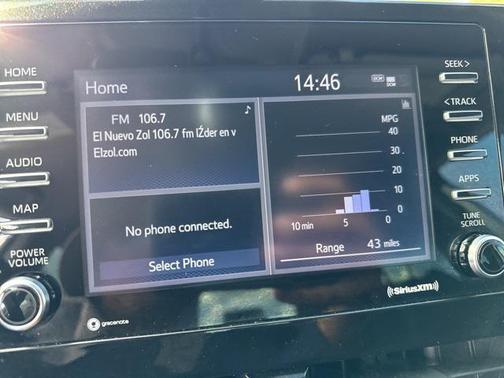 HOME
MENU
AUDIO
MAP
POWER
VOLUME
Home
14:46
DCM
FM 106.7
El Nuevo Zol 106.7 fm lŹder en v
Elzol.com
No phone connected.
Select Phone
MPG
40
30
20
10
0
10 min 5 0
Range 43 miles
SEEK >
< TRACK
PHONE
APPS
TUNE
SCROLL
gracenote
((SiriusXM))